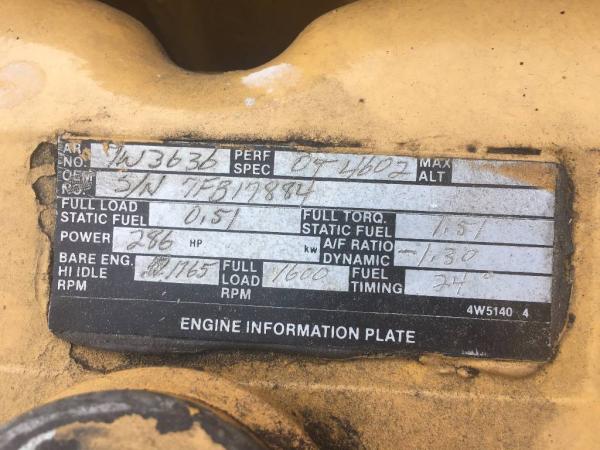 AR NO. 7W3636 PERF SPEC 0T4602 MAX ALT
OEM NO. S/N 7FB17884
FULL LOAD STATIC FUEL 0.51 FULL TORQ. STATIC FUEL 1.51
POWER 286 HP kw A/F RATIO DYNAMIC -1.30
BARE ENG. HI IDLE RPM 1765 FULL LOAD RPM 1600 FUEL TIMING 24°
4W5140 4
ENGINE INFORMATION PLATE